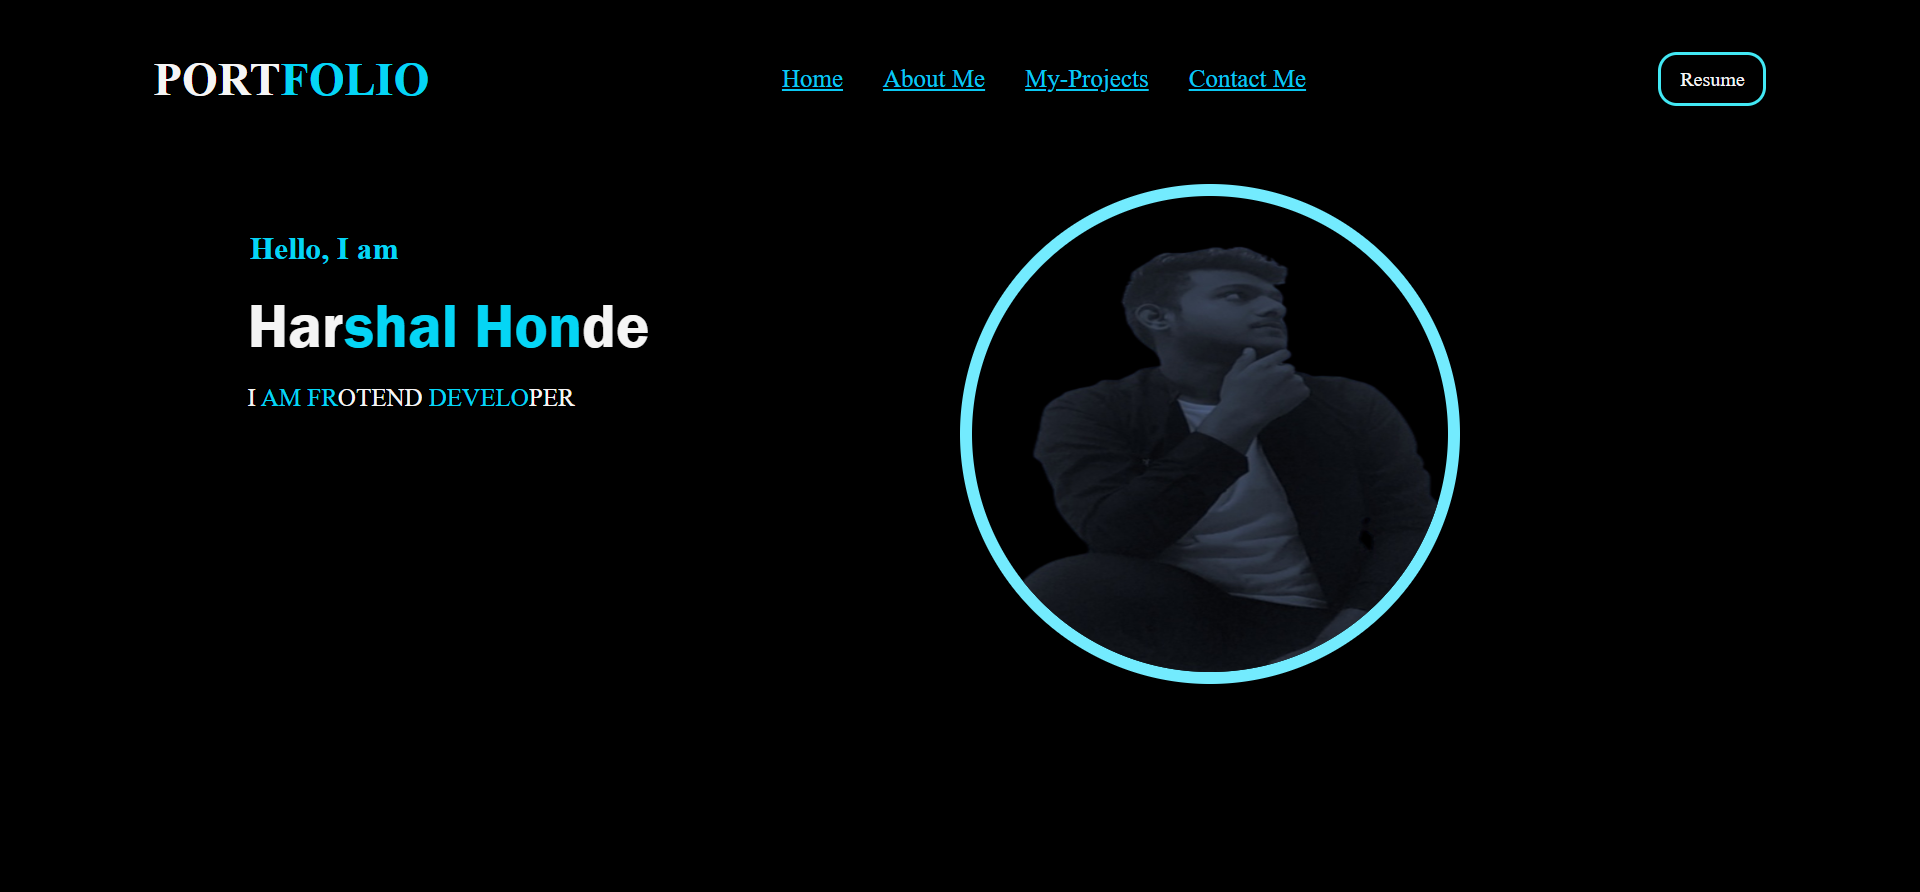 PORTFOLIO
Home About Me My-Projects Contact Me
Resume
Hello, I am
Harshal Honde
I AM FROTEND DEVELOPER